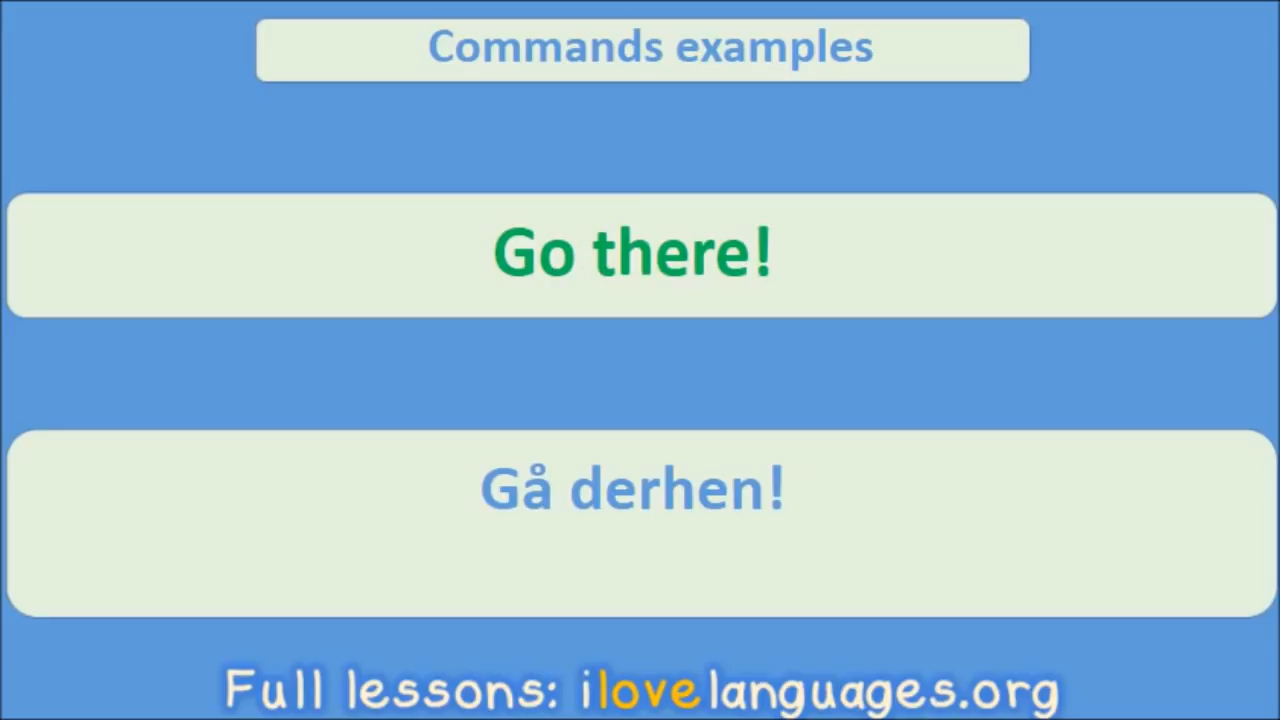 Commands examples
Go there!
Gå derhen!
Full lessons: ilovelanguages.org